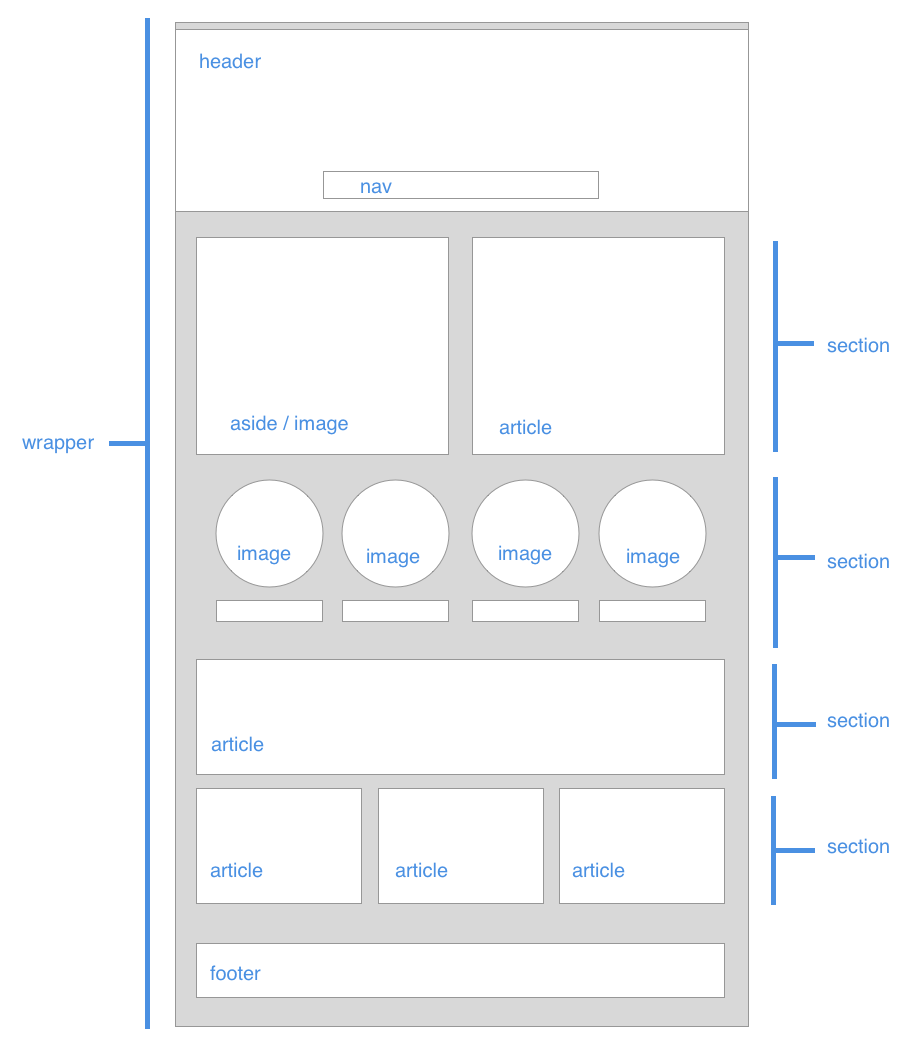 header
nav
aside / image
article
section
wrapper
image
image
image
image
section
article
section
article
article
article
section
footer